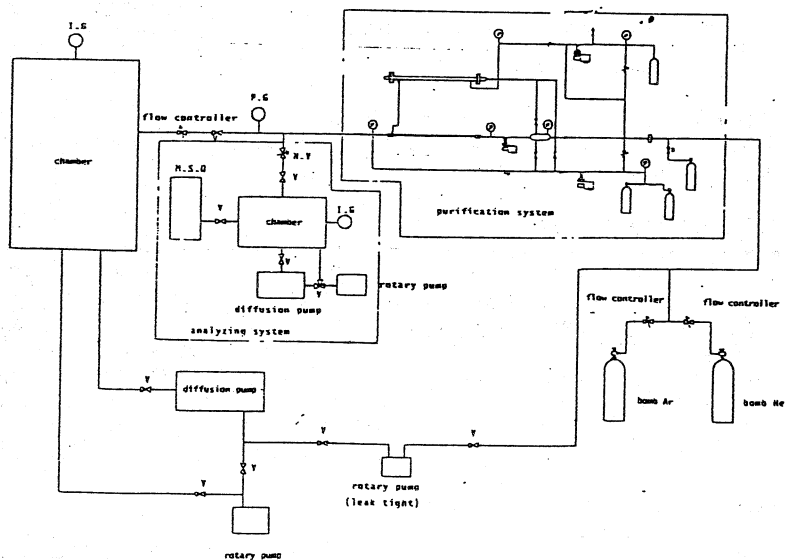 I.G
flow controller
P.G
chamber
N.V
V
M.S.Q
V
chamber
I.G
V
V
rotary pump
diffusion pump
analyzing system
purification system
flow controller
flow controller
bomb Ar
bomb He
V
diffusion pump
V
V
V
V
rotary pump
(leak tight)
rotary pump